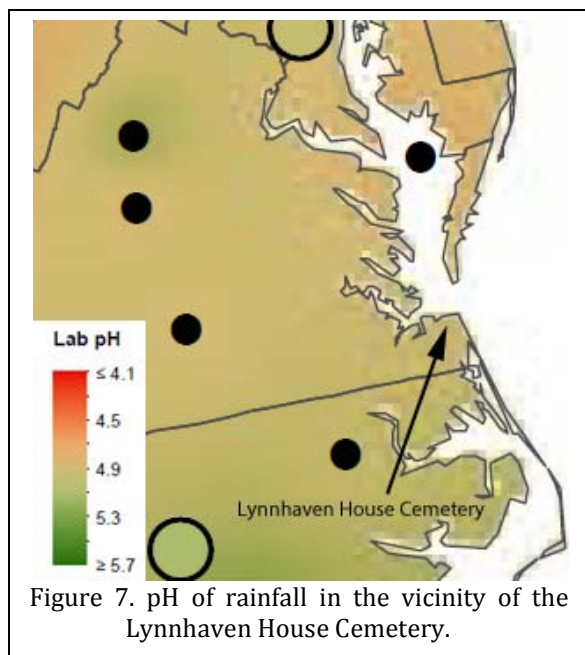 Lab pH
≤ 4.1
4.5
4.9
5.3
≥ 5.7
Lynnhaven House Cemetery
Figure 7. pH of rainfall in the vicinity of the
Lynnhaven House Cemetery.